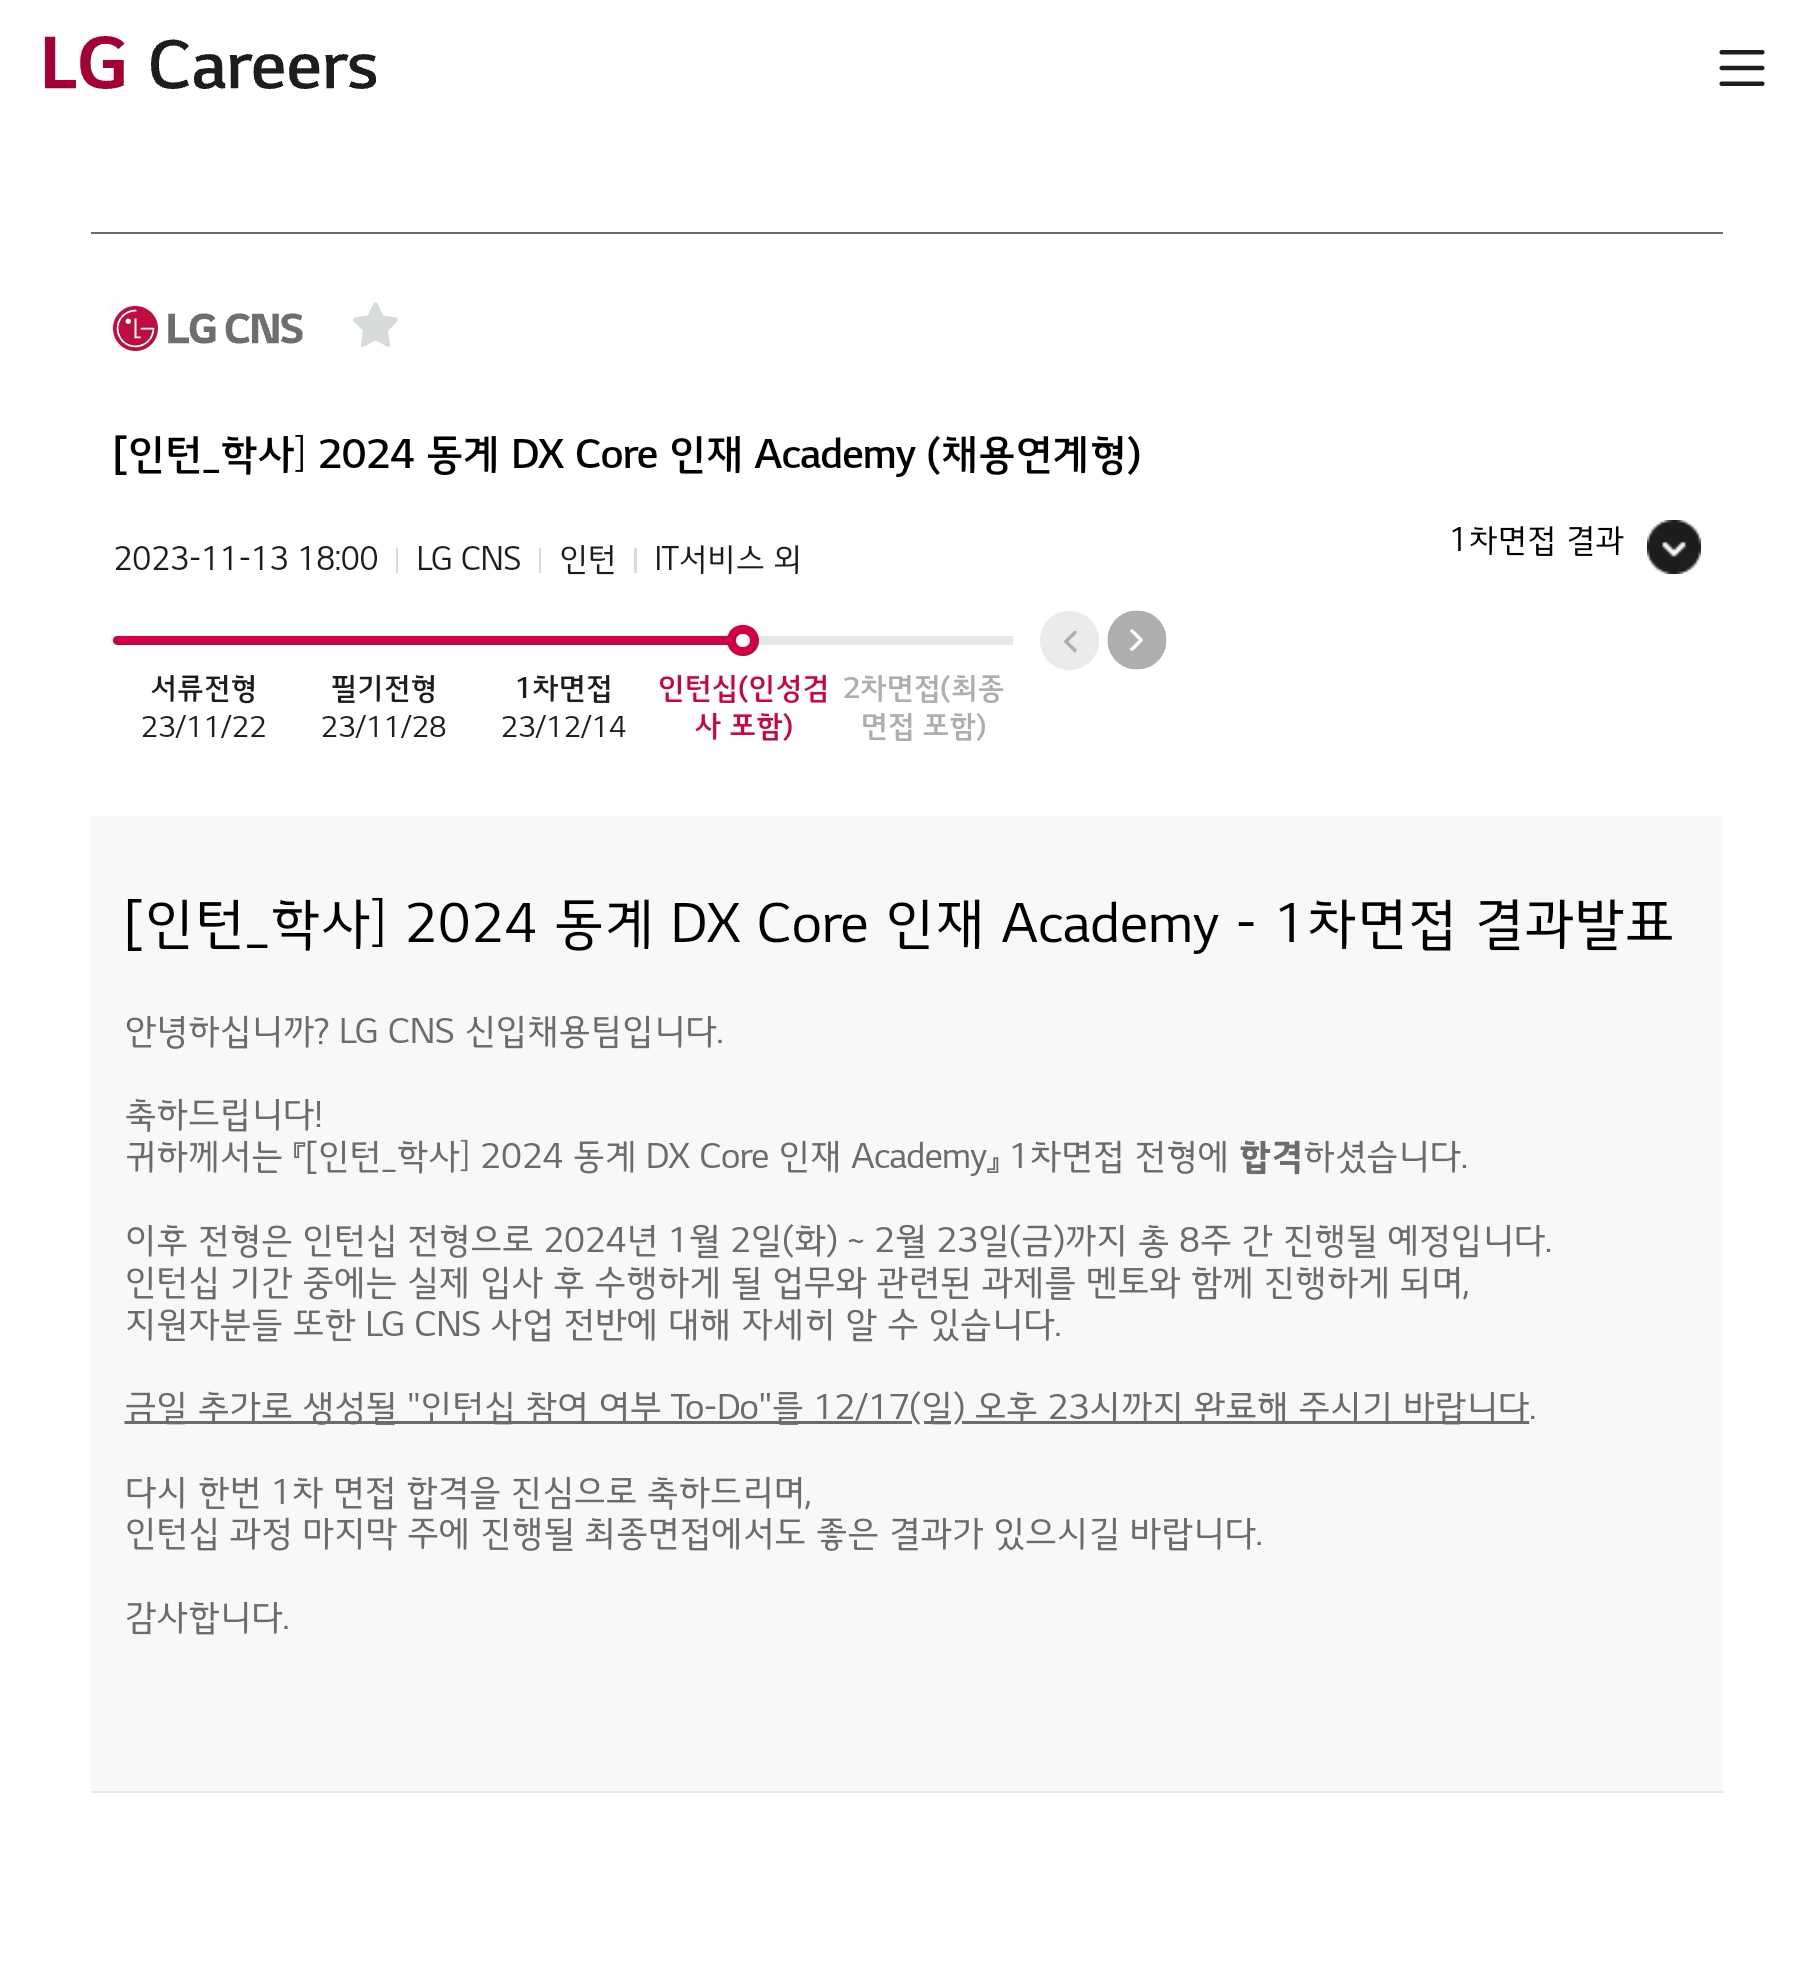 LG Careers
LG CNS
[인턴_학사] 2024 동계 DX Core 인재 Academy (채용연계형)
2023-11-13 18:00 | LG CNS | 인턴 | IT서비스 외
1차면접 결과
서류전형
23/11/22
필기전형
23/11/28
1차면접
23/12/14
인턴십(인성검
사 포함)
2차면접(최종
면접 포함)
[인턴_학사] 2024 동계 DX Core 인재 Academy - 1차면접 결과발표
안녕하십니까? LG CNS 신입채용팀입니다.
축하드립니다!
귀하께서는 『[인턴_학사] 2024 동계 DX Core 인재 Academy』 1차면접 전형에 합격하셨습니다.
이후 전형은 인턴십 전형으로 2024년 1월 2일(화) ~ 2월 23일(금)까지 총 8주 간 진행될 예정입니다.
인턴십 기간 중에는 실제 입사 후 수행하게 될 업무와 관련된 과제를 멘토와 함께 진행하게 되며,
지원자분들 또한 LG CNS 사업 전반에 대해 자세히 알 수 있습니다.
금일 추가로 생성될 "인턴십 참여 여부 To-Do"를 12/17(일) 오후 23시까지 완료해 주시기 바랍니다.
다시 한번 1차 면접 합격을 진심으로 축하드리며,
인턴십 과정 마지막 주에 진행될 최종면접에서도 좋은 결과가 있으시길 바랍니다.
감사합니다.